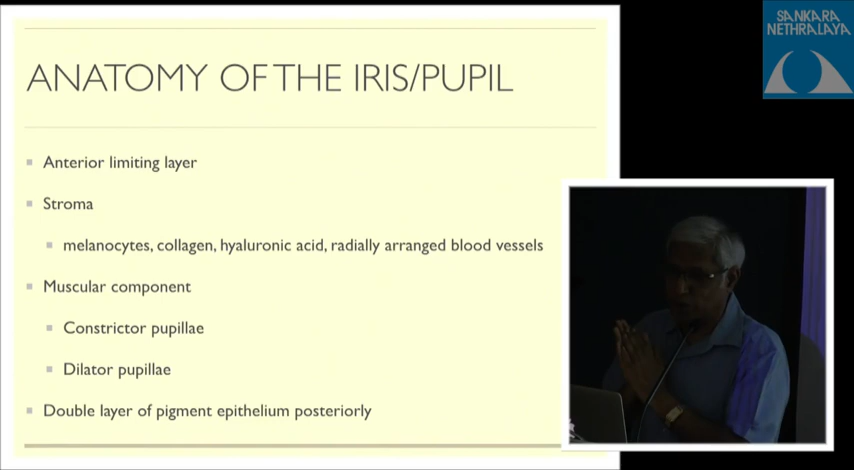 ANATOMY OF THE IRIS/PUPIL
Anterior limiting layer
Stroma
melanocytes, collagen, hyaluronic acid, radially arranged blood vessels
Muscular component
Constrictor pupillae
Dilator pupillae
Double layer of pigment epithelium posteriorly
SANKARA
NETHRALAYA